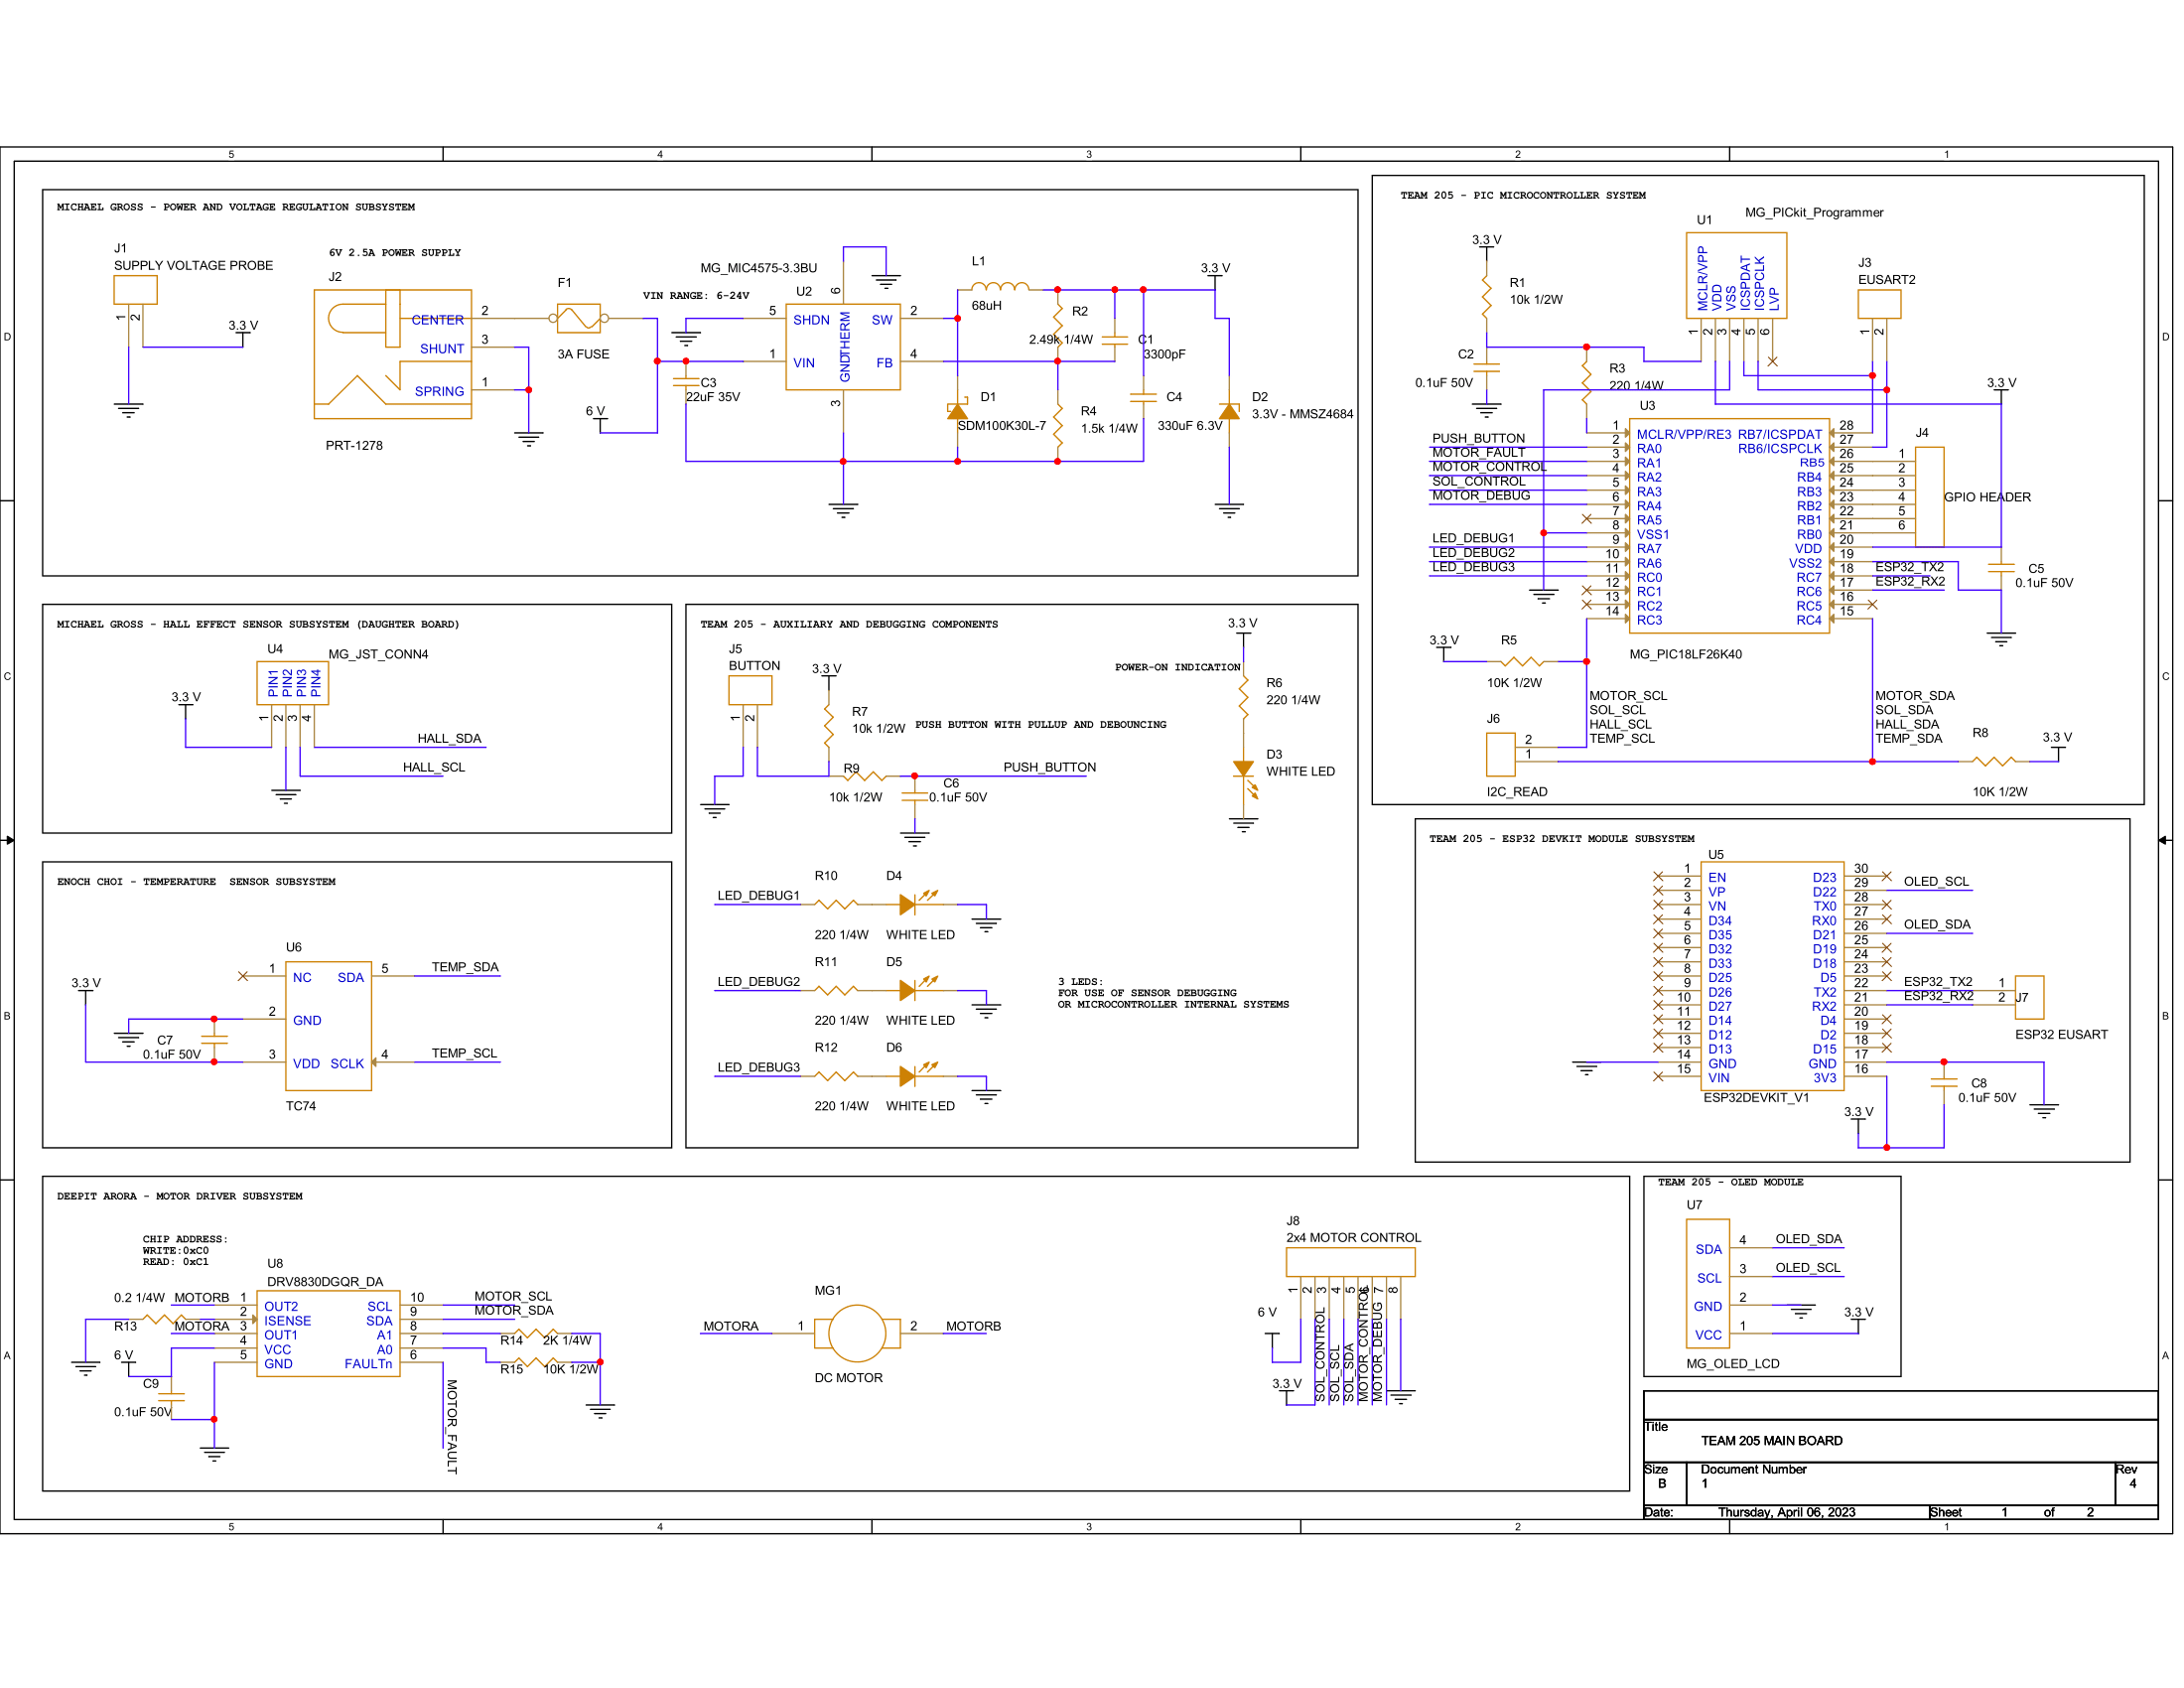 5 4 3 2 1
D
C
B
A
MICHAEL GROSS - POWER AND VOLTAGE REGULATION SUBSYSTEM
J1
SUPPLY VOLTAGE PROBE
1 2
3.3 V
6V 2.5A POWER SUPPLY
J2
CENTER 2
SHUNT 3
SPRING 1
PRT-1278
F1
3A FUSE
6 V
VIN RANGE: 6-24V
MG_MIC4575-3.3BU
U2
5 SHDN
1 VIN
6 THERM
GND 3
SW 2
FB 4
C3
22uF 35V
L1
68uH
R2
2.49k 1/4W
C1
3300pF
D1
SDM100K30L-7
R4
1.5k 1/4W
C4
330uF 6.3V
3.3 V
D2
3.3V - MMSZ4684
TEAM 205 - PIC MICROCONTROLLER SYSTEM
MG_PICkit_Programmer
U1
MCLR/VPP
VDD
VSS
ICSPDAT
ICSPCLK
LVP
1 2 3 4 5 6
3.3 V
R1
10k 1/2W
C2
0.1uF 50V
R3
220 1/4W
J3
EUSART2
1 2
3.3 V
U3
PUSH_BUTTON
MOTOR_FAULT
MOTOR_CONTROL
SOL_CONTROL
MOTOR_DEBUG
LED_DEBUG1
LED_DEBUG2
LED_DEBUG3
1 MCLR/VPP/RE3
2 RA0
3 RA1
4 RA2
5 RA3
6 RA4
7 RA5
8 VSS1
9 RA7
10 RA6
11 RC0
12 RC1
13 RC2
14 RC3
RB7/ICSPDAT 28
RB6/ICSPCLK 27
RB5 26
RB4 25
RB3 24
RB2 23
RB1 22
RB0 21
VDD 20
VSS2 19
RC7 18
RC6 17
RC5 16
RC4 15
MG_PIC18LF26K40
J4
1
2
3
4
5
6
GPIO HEADER
ESP32_TX2
ESP32_RX2
C5
0.1uF 50V
3.3 V
R5
10K 1/2W
MOTOR_SCL
SOL_SCL
HALL_SCL
TEMP_SCL
J6
2
1
I2C_READ
MOTOR_SDA
SOL_SDA
HALL_SDA
TEMP_SDA
R8
10K 1/2W
3.3 V
MICHAEL GROSS - HALL EFFECT SENSOR SUBSYSTEM (DAUGHTER BOARD)
U4
MG_JST_CONN4
PIN1
PIN2
PIN3
PIN4
1 2 3 4
3.3 V
HALL_SDA
HALL_SCL
TEAM 205 - AUXILIARY AND DEBUGGING COMPONENTS
J5
BUTTON
1 2
3.3 V
R7
10k 1/2W
PUSH BUTTON WITH PULLUP AND DEBOUNCING
R9
10k 1/2W
C6
0.1uF 50V
PUSH_BUTTON
POWER-ON INDICATION
3.3 V
R6
220 1/4W
D3
WHITE LED
LED_DEBUG1
R10
220 1/4W
D4
WHITE LED
LED_DEBUG2
R11
220 1/4W
D5
WHITE LED
LED_DEBUG3
R12
220 1/4W
D6
WHITE LED
3 LEDS:
FOR USE OF SENSOR DEBUGGING
OR MICROCONTROLLER INTERNAL SYSTEMS
ENOCH CHOI - TEMPERATURE  SENSOR SUBSYSTEM
U6
1 NC
2 GND
3 VDD
SDA 5
SCLK 4
TC74
TEMP_SDA
TEMP_SCL
3.3 V
C7
0.1uF 50V
TEAM 205 - ESP32 DEVKIT MODULE SUBSYSTEM
U5
1 EN
2 VP
3 VN
4 D34
5 D35
6 D32
7 D33
8 D25
9 D26
10 D27
11 D14
12 D12
13 D13
14 GND
15 VIN
D23 30
D22 29
TX0 28
RX0 27
D21 26
D19 25
D18 24
D5 23
TX2 22
RX2 21
D4 20
D2 19
D15 18
GND 17
3V3 16
ESP32DEVKIT_V1
OLED_SCL
OLED_SDA
ESP32_TX2 1
ESP32_RX2 2
J7
ESP32 EUSART
C8
0.1uF 50V
3.3 V
DEEPIT ARORA - MOTOR DRIVER SUBSYSTEM
CHIP ADDRESS:
WRITE:0xC0
READ: 0xC1
U8
DRV8830DGQR_DA
0.2 1/4W
R13
MOTORB
MOTORA
1 OUT2
2 ISENSE
3 OUT1
4 VCC
5 GND
SCL 10
SDA 9
A1 8
A0 7
FAULTn 6
6 V
C9
0.1uF 50V
MOTOR_SCL
MOTOR_SDA
R14 2K 1/4W
R15 10K 1/2W
MOTOR_FAULT
MG1
MOTORA 1
2 MOTORB
DC MOTOR
J8
2x4 MOTOR CONTROL
1 2 3 4 5 6 7 8
6 V
3.3 V
SOL_CONTROL
SOL_SCL
SOL_SDA
MOTOR_CONTROL
MOTOR_DEBUG
TEAM 205 - OLED MODULE
U7
SDA 4 OLED_SDA
SCL 3 OLED_SCL
GND 2
VCC 1
3.3 V
MG_OLED_LCD
Title
TEAM 205 MAIN BOARD
Size
B
Document Number
1
Rev
4
Date: Thursday, April 06, 2023
Sheet 1 of 2
D
C
B
A
5 4 3 2 1